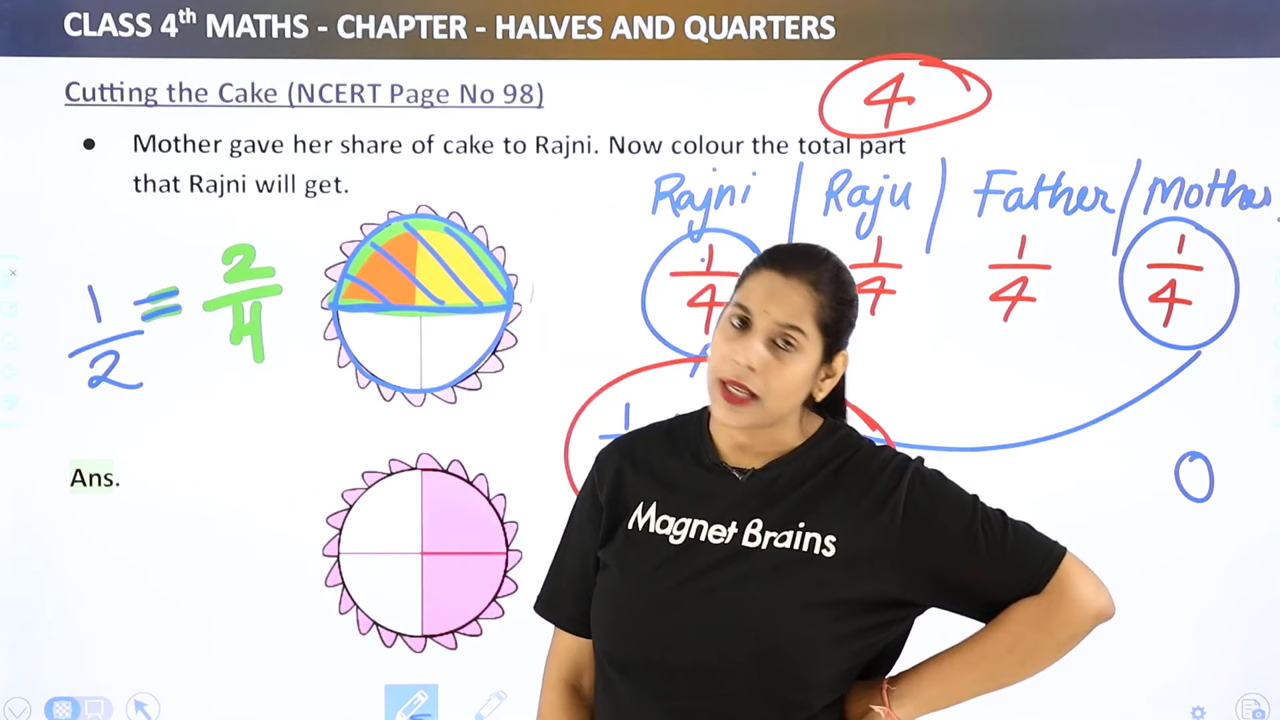 CLASS 4th MATHS - CHAPTER - HALVES AND QUARTERS
Cutting the Cake (NCERT Page No 98)
4
● Mother gave her share of cake to Rajni. Now colour the total part
that Rajni will get.
Rajni | Raju | Father | Mother
1/4 1/4 1/4 1/4
1/2 = 2/4
0
Ans.
Magnet Brains